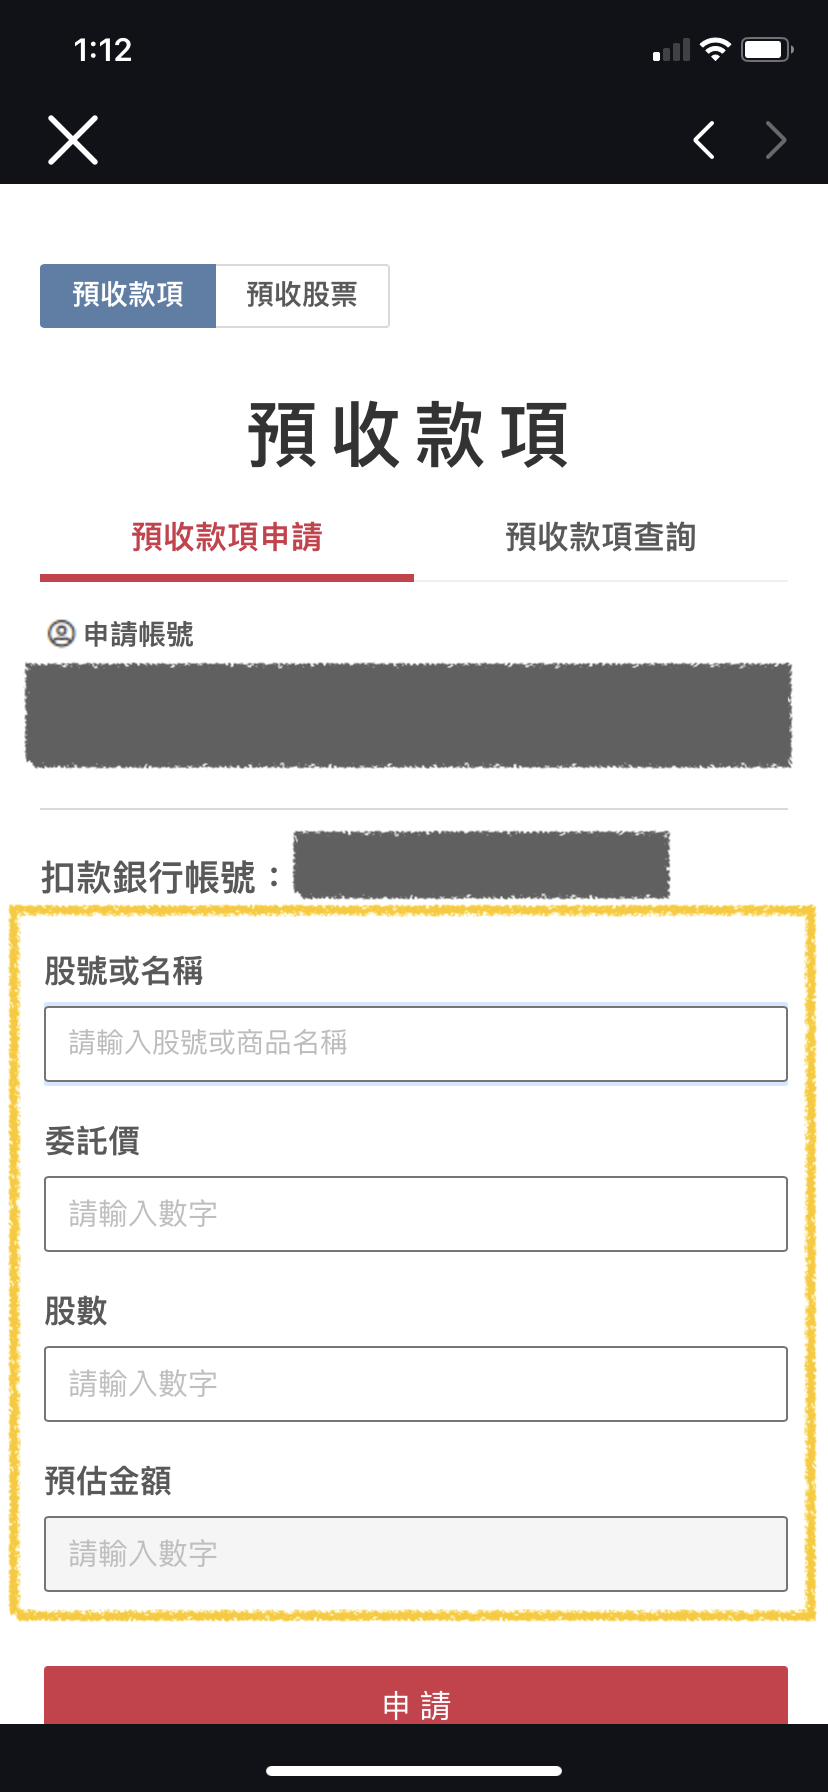 1:12
預收款項 預收股票
預收款項
預收款項申請 預收款項查詢
申請帳號
扣款銀行帳號：
股號或名稱
請輸入股號或商品名稱
委託價
請輸入數字
股數
請輸入數字
預估金額
請輸入數字
申請